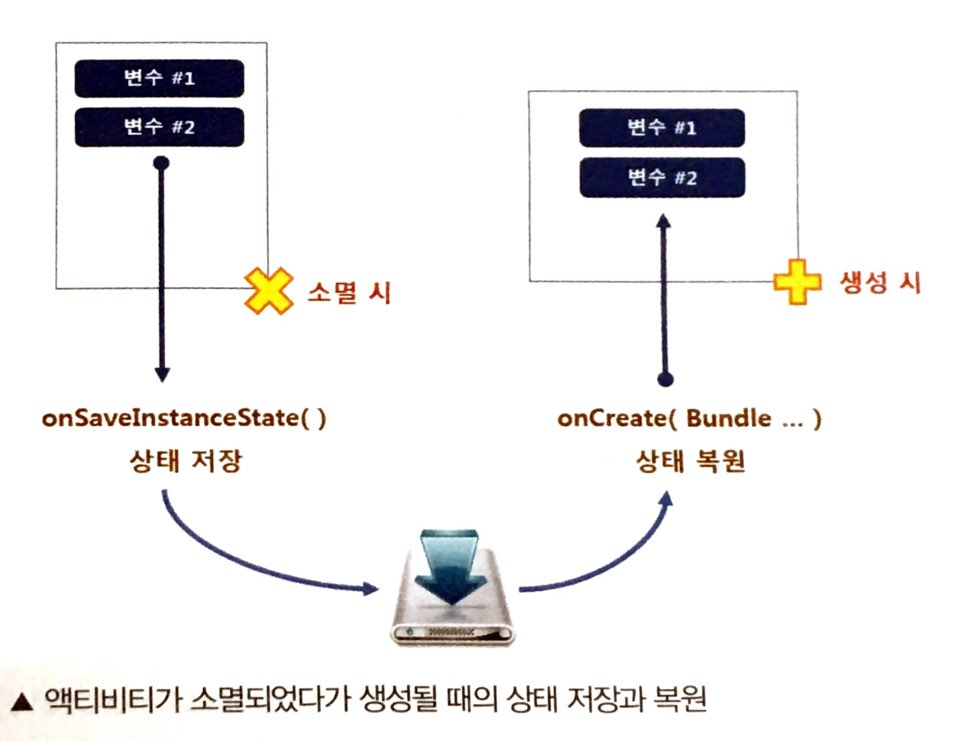 변수 #1
변수 #2
소멸 시
onSaveInstanceState( )
상태 저장
변수 #1
변수 #2
생성 시
onCreate( Bundle ... )
상태 복원
▲ 액티비티가 소멸되었다가 생성될 때의 상태 저장과 복원